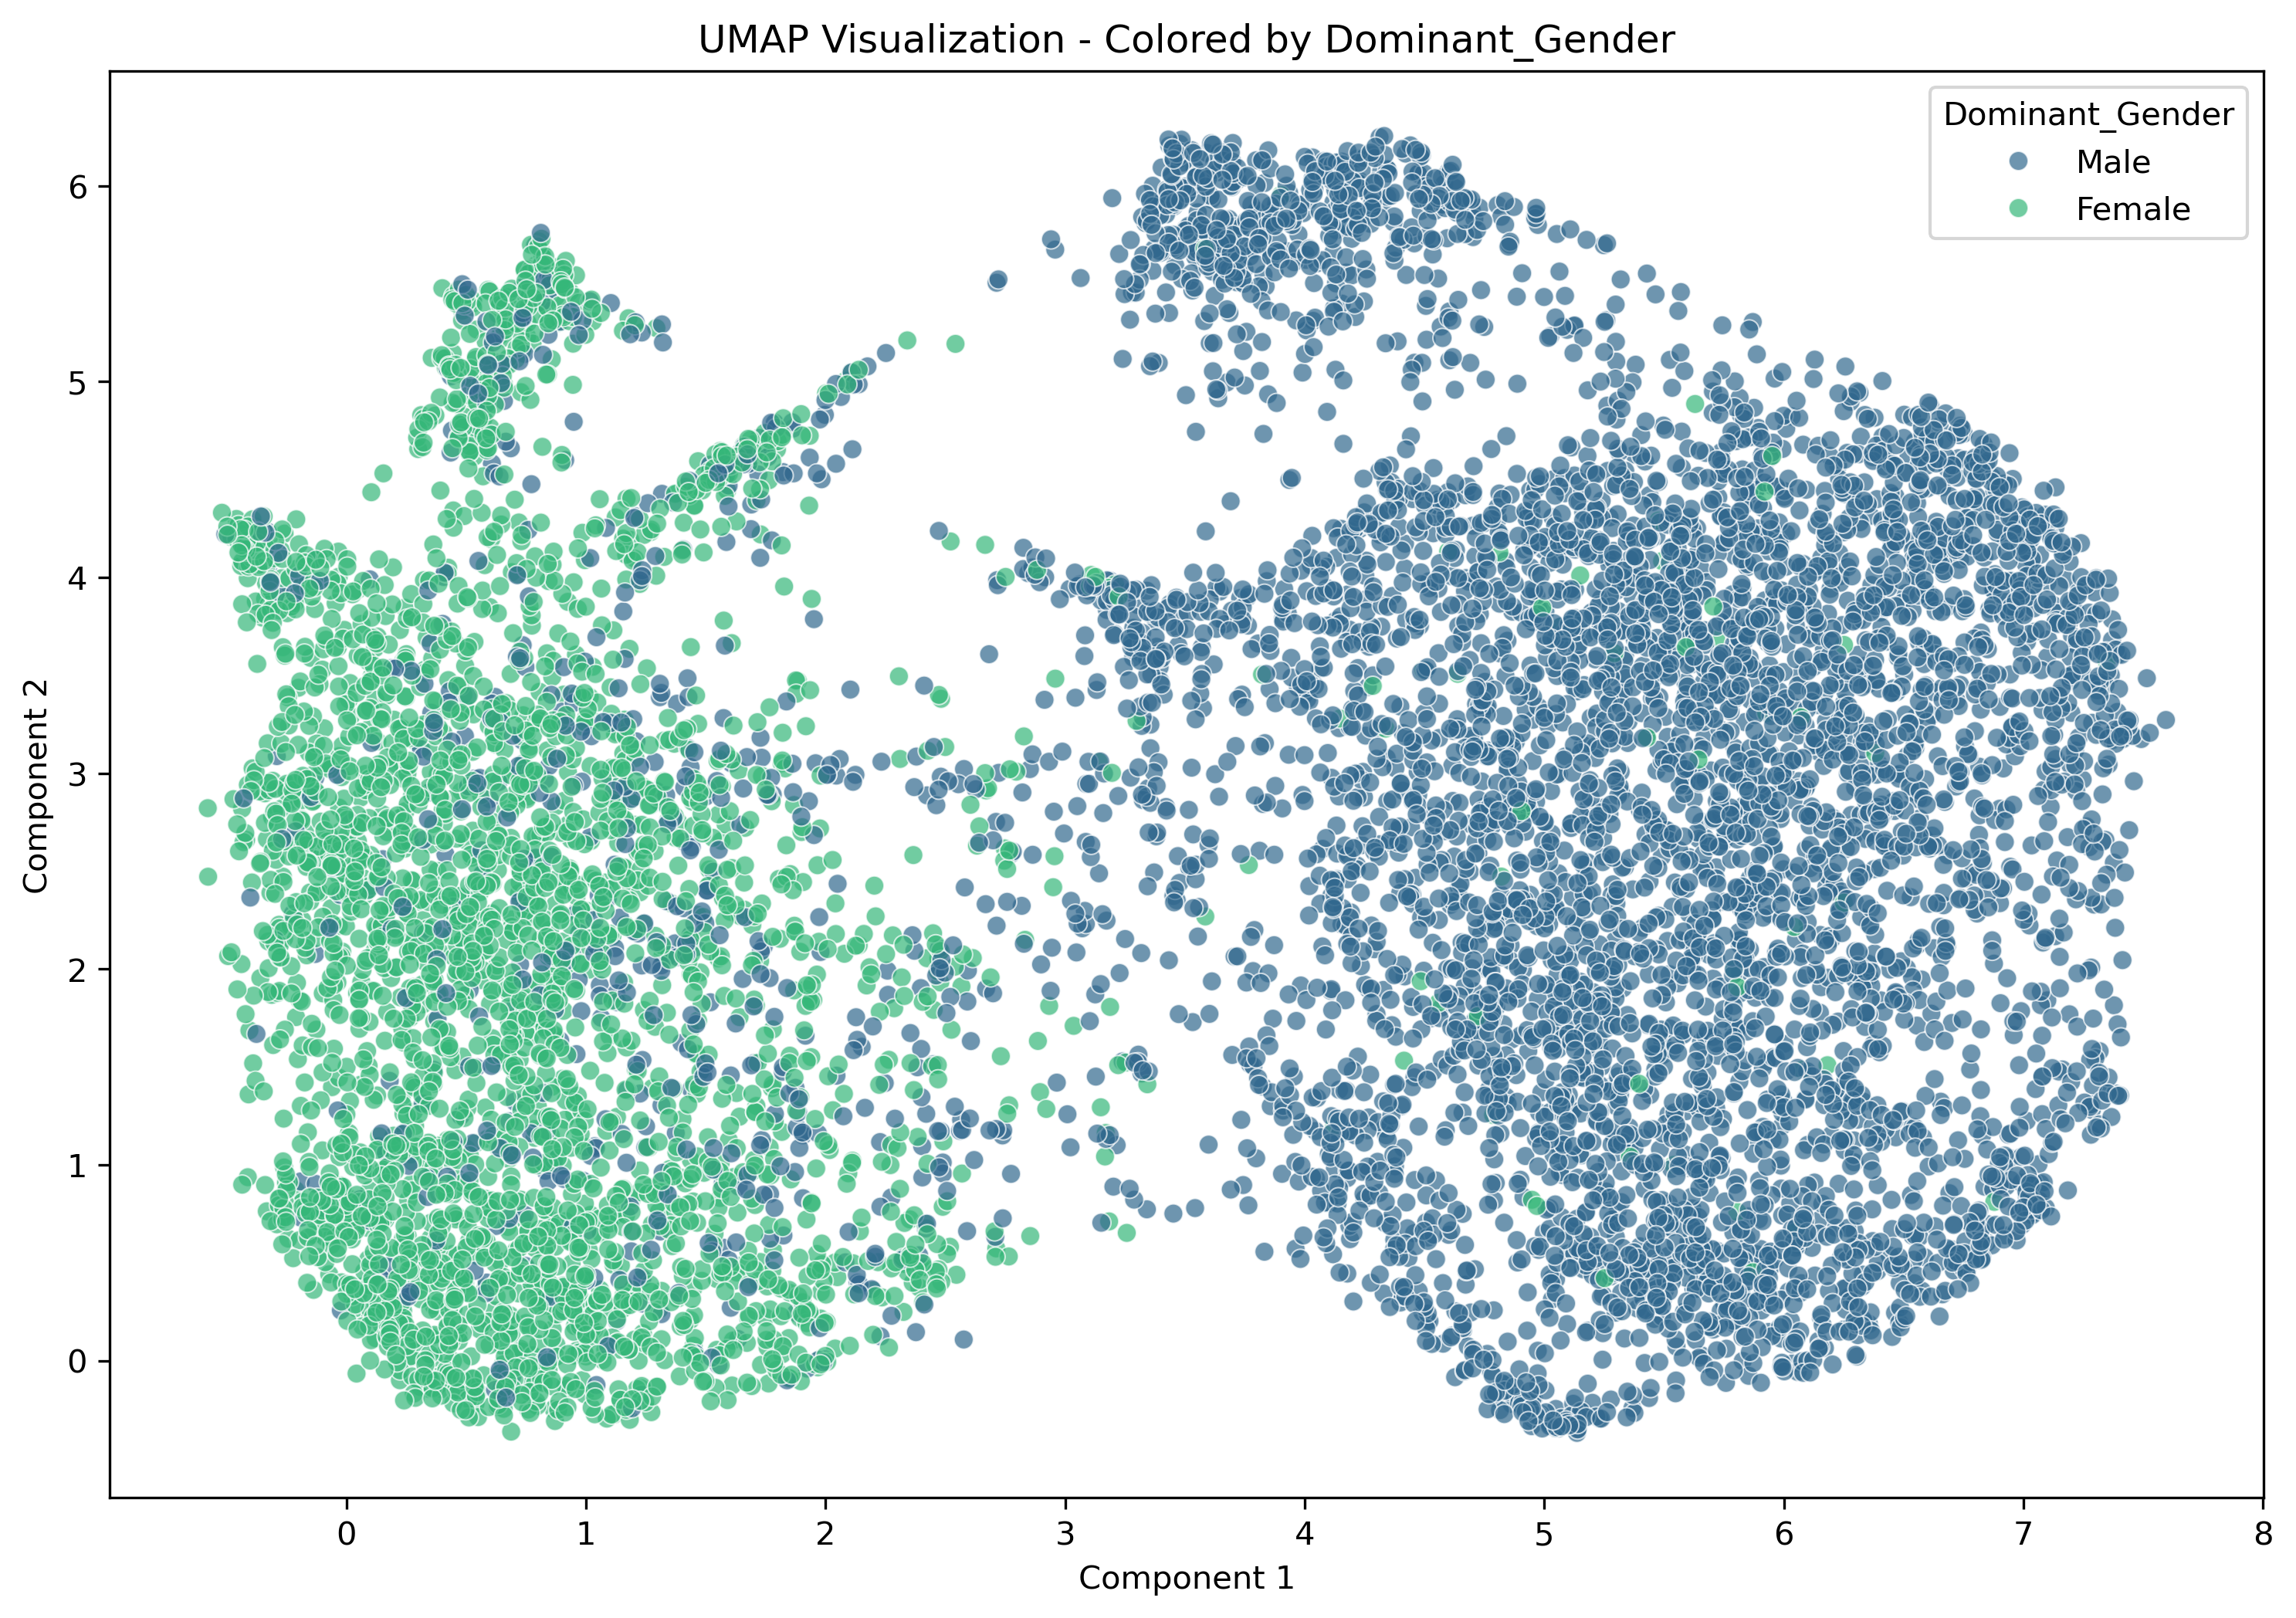 UMAP Visualization - Colored by Dominant_Gender
Dominant_Gender
Male
Female
6
5
4
3
2
1
0
Component 2
0 1 2 3 4 5 6 7 8
Component 1